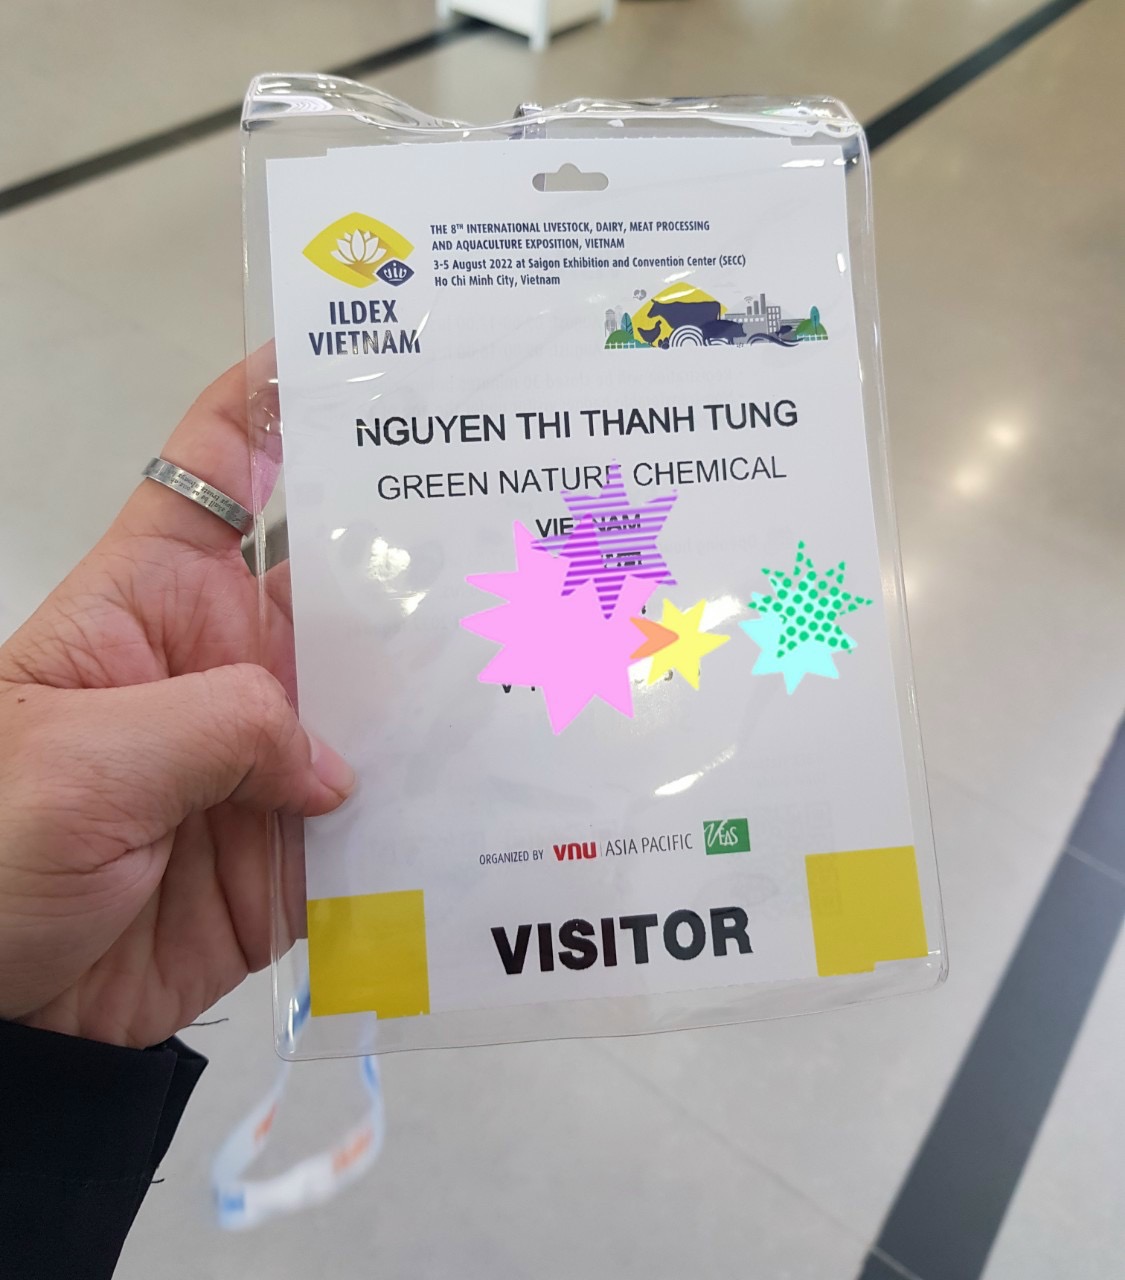 THE 8TH INTERNATIONAL LIVESTOCK, DAIRY, MEAT PROCESSING
AND AQUACULTURE EXPOSITION, VIETNAM
3-5 August 2022 at Saigon Exhibition and Convention Center (SECC)
Ho Chi Minh City, Vietnam
viv
ILDEX
VIETNAM
NGUYEN THI THANH TUNG
GREEN NATURE CHEMICAL
VIETNAM
ORGANIZED BY vnu ASIA PACIFIC VEAS
VISITOR